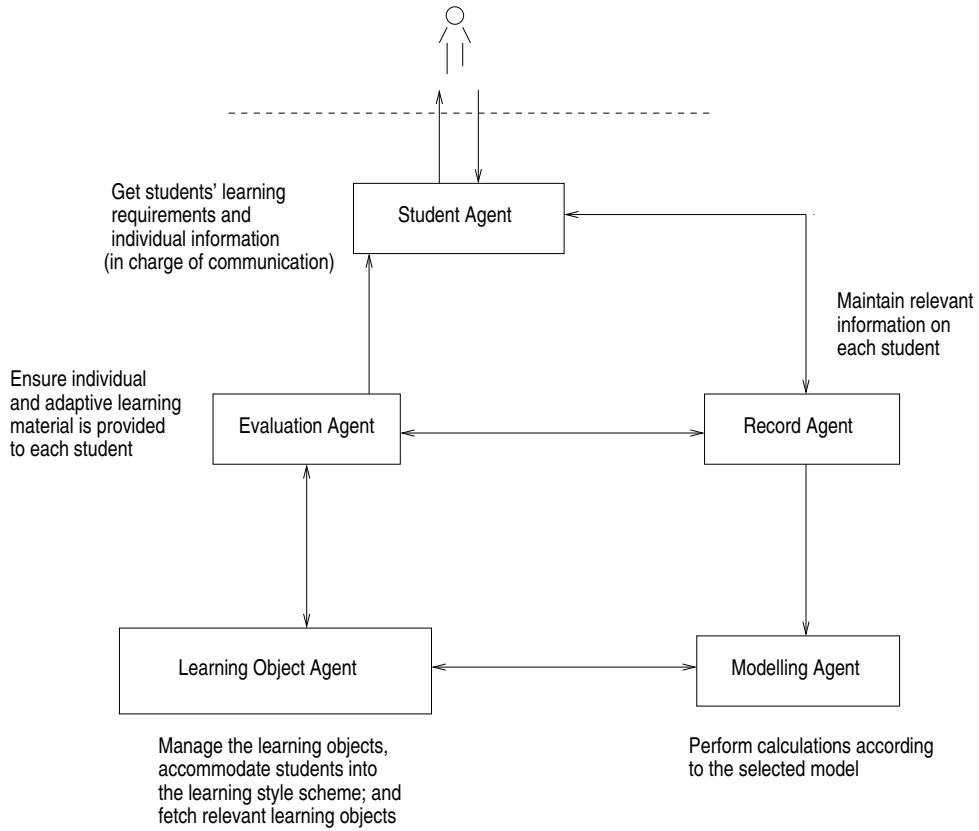 Get students' learning
requirements and
individual information
(in charge of communication)
Student Agent
Maintain relevant
information on
each student
Ensure individual
and adaptive learning
material is provided
to each student
Evaluation Agent
Record Agent
Learning Object Agent
Modelling Agent
Manage the learning objects,
accommodate students into
the learning style scheme; and
fetch relevant learning objects
Perform calculations according
to the selected model